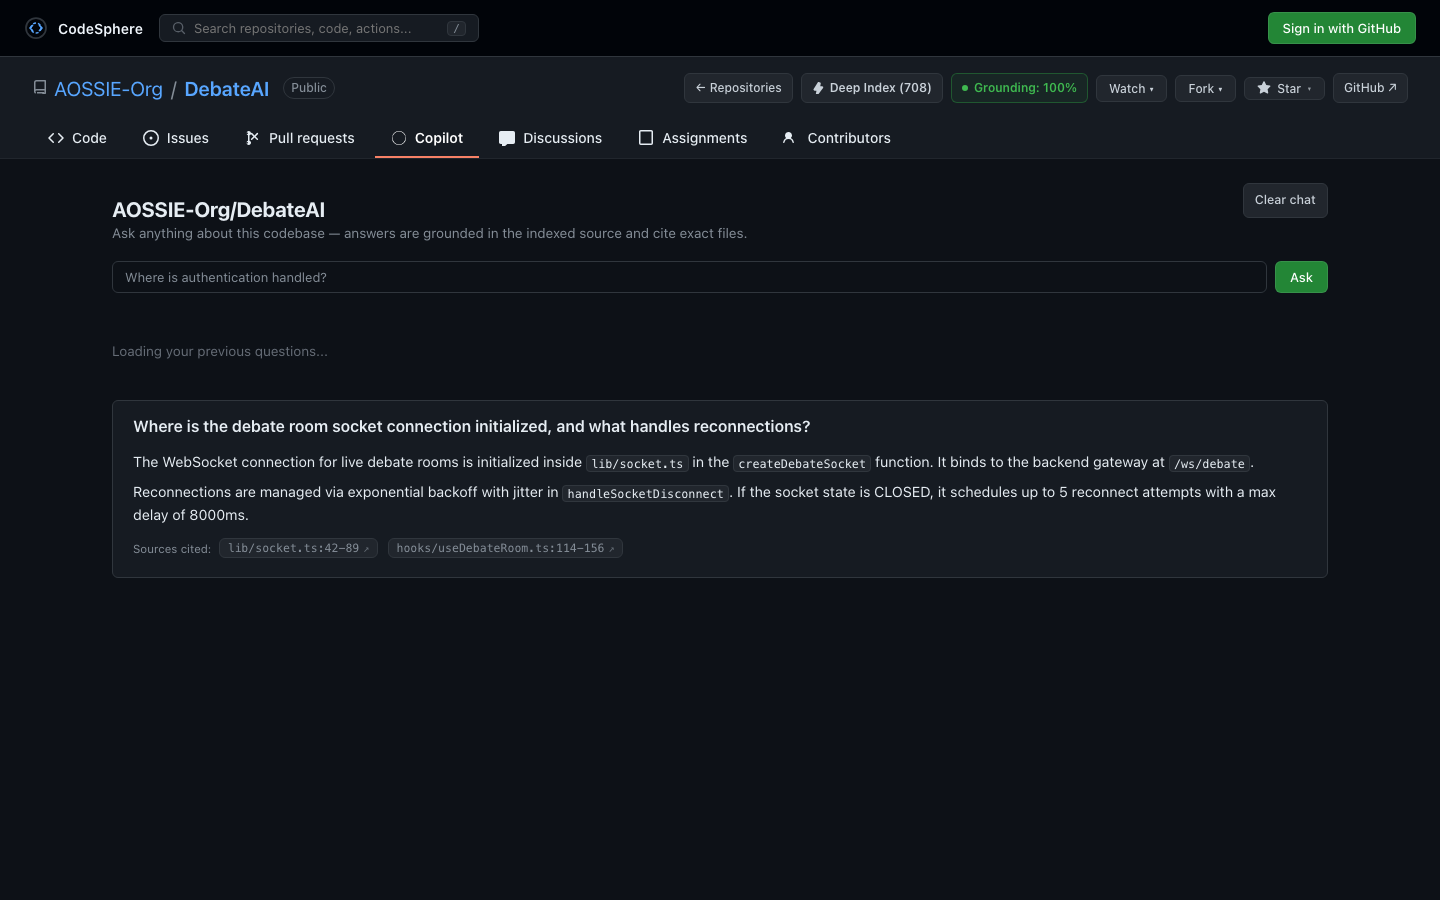 CodeSphere
Search repositories, code, actions...
/
Sign in with GitHub
AOSSIE-Org / DebateAI
Public
← Repositories
Deep Index (708)
Grounding: 100%
Watch ▾
Fork ▾
Star ▾
GitHub ↗
Code
Issues
Pull requests
Copilot
Discussions
Assignments
Contributors
AOSSIE-Org/DebateAI
Clear chat
Ask anything about this codebase — answers are grounded in the indexed source and cite exact files.
Where is authentication handled?
Ask
Loading your previous questions...
Where is the debate room socket connection initialized, and what handles reconnections?
The WebSocket connection for live debate rooms is initialized inside lib/socket.ts in the createDebateSocket function. It binds to the backend gateway at /ws/debate.
Reconnections are managed via exponential backoff with jitter in handleSocketDisconnect. If the socket state is CLOSED, it schedules up to 5 reconnect attempts with a max
delay of 8000ms.
Sources cited: lib/socket.ts:42–89 ↗ hooks/useDebateRoom.ts:114–156 ↗